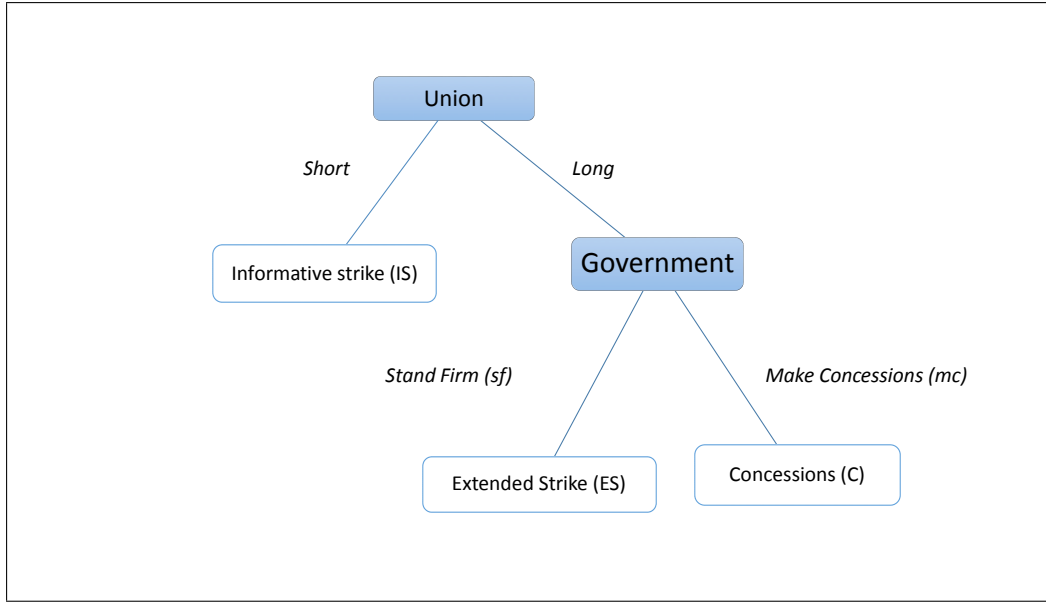 Union
Short
Long
Government
Informative strike (IS)
Stand Firm (sf)
Make Concessions (mc)
Extended Strike (ES)
Concessions (C)